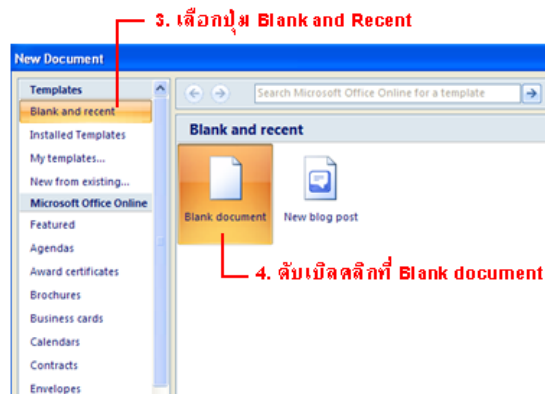 3. เลือกปุ่ม Blank and Recent
New Document
Templates
Blank and recent
Installed Templates
My templates...
New from existing...
Microsoft Office Online
Featured
Agendas
Award certificates
Brochures
Business cards
Calendars
Contracts
Envelopes
Search Microsoft Office Online for a template
Blank and recent
Blank document
New blog post
4. ดับเบิลคลิกที่ Blank document